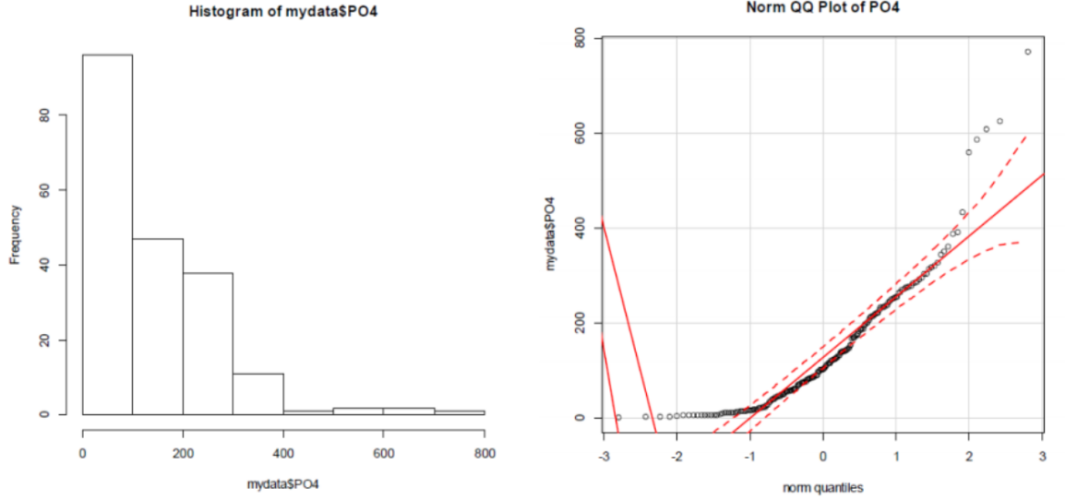 Histogram of mydata$PO4
Frequency
0
20
40
60
80
0 200 400 600 800
mydata$PO4
Norm QQ Plot of PO4
mydata$PO4
0
200
400
600
800
-3 -2 -1 0 1 2 3
norm quantiles